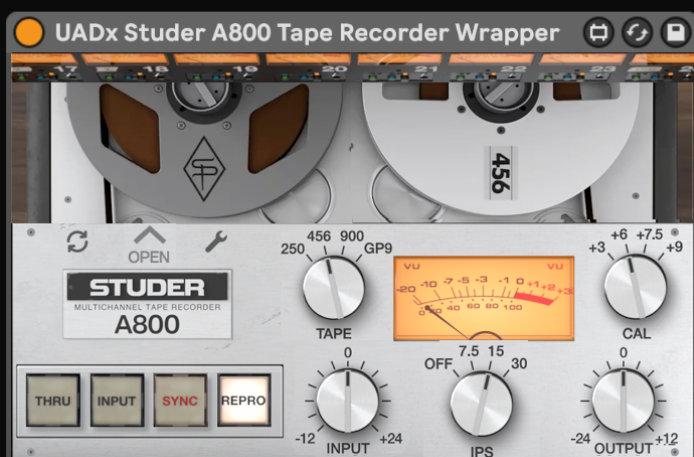 UADx Studer A800 Tape Recorder Wrapper
17 18 19 20 21 22 23
456
OPEN
STUDER
MULTICHANNEL TAPE RECORDER
A800
250 456 900 GP9
TAPE
VU VU
-20 -10 -7 -5 -3 -1 0 +1 +2 +3
0 20 40 60 80 100
+3 +6 +7.5 +9
CAL
THRU INPUT SYNC REPRO
-12 0 +24
INPUT
OFF 7.5 15 30
IPS
-24 0 +12
OUTPUT